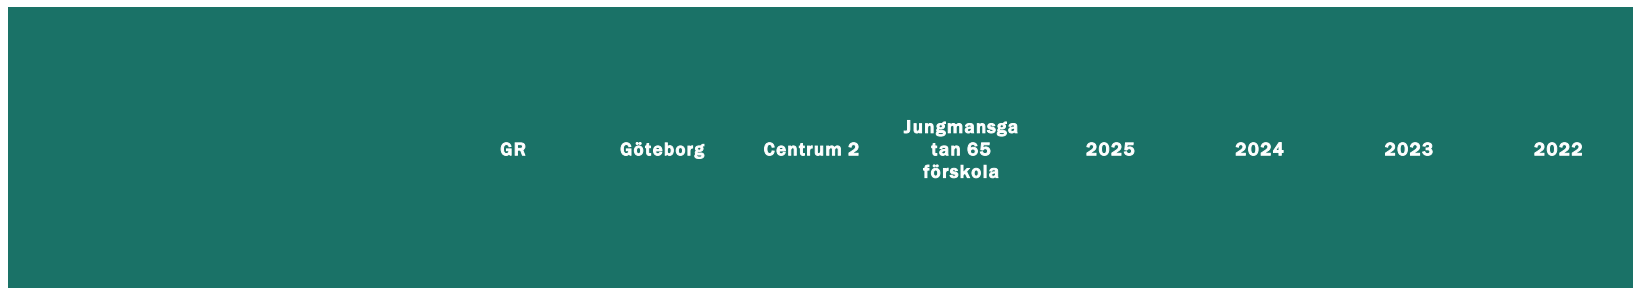 GR Göteborg Centrum 2 Jungmansga
tan 65
förskola 2025 2024 2023 2022